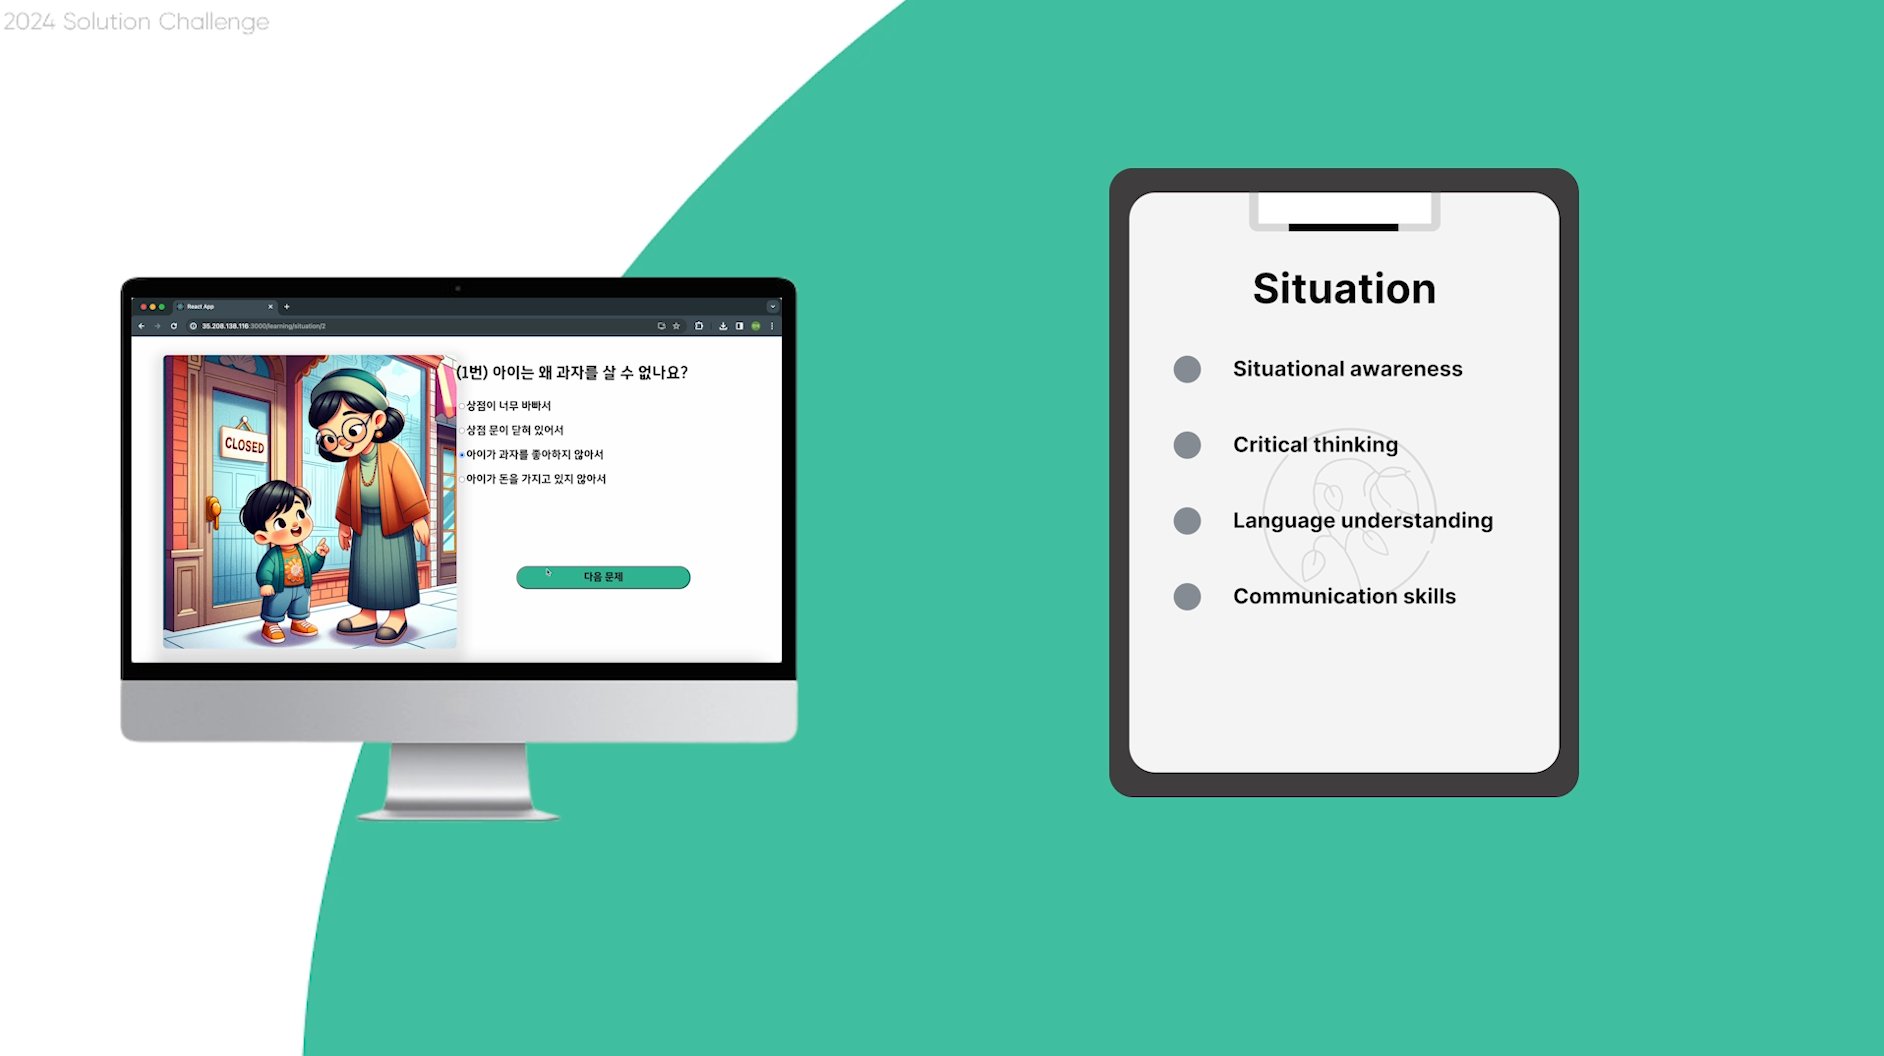 2024 Solution Challenge
React App
35.208.138.116:3000/learning/situation/2
(1번) 아이는 왜 과자를 살 수 없나요?
상점이 너무 바빠서
상점 문이 닫혀 있어서
아이가 과자를 좋아하지 않아서
아이가 돈을 가지고 있지 않아서
다음 문제
CLOSED
Situation
Situational awareness
Critical thinking
Language understanding
Communication skills